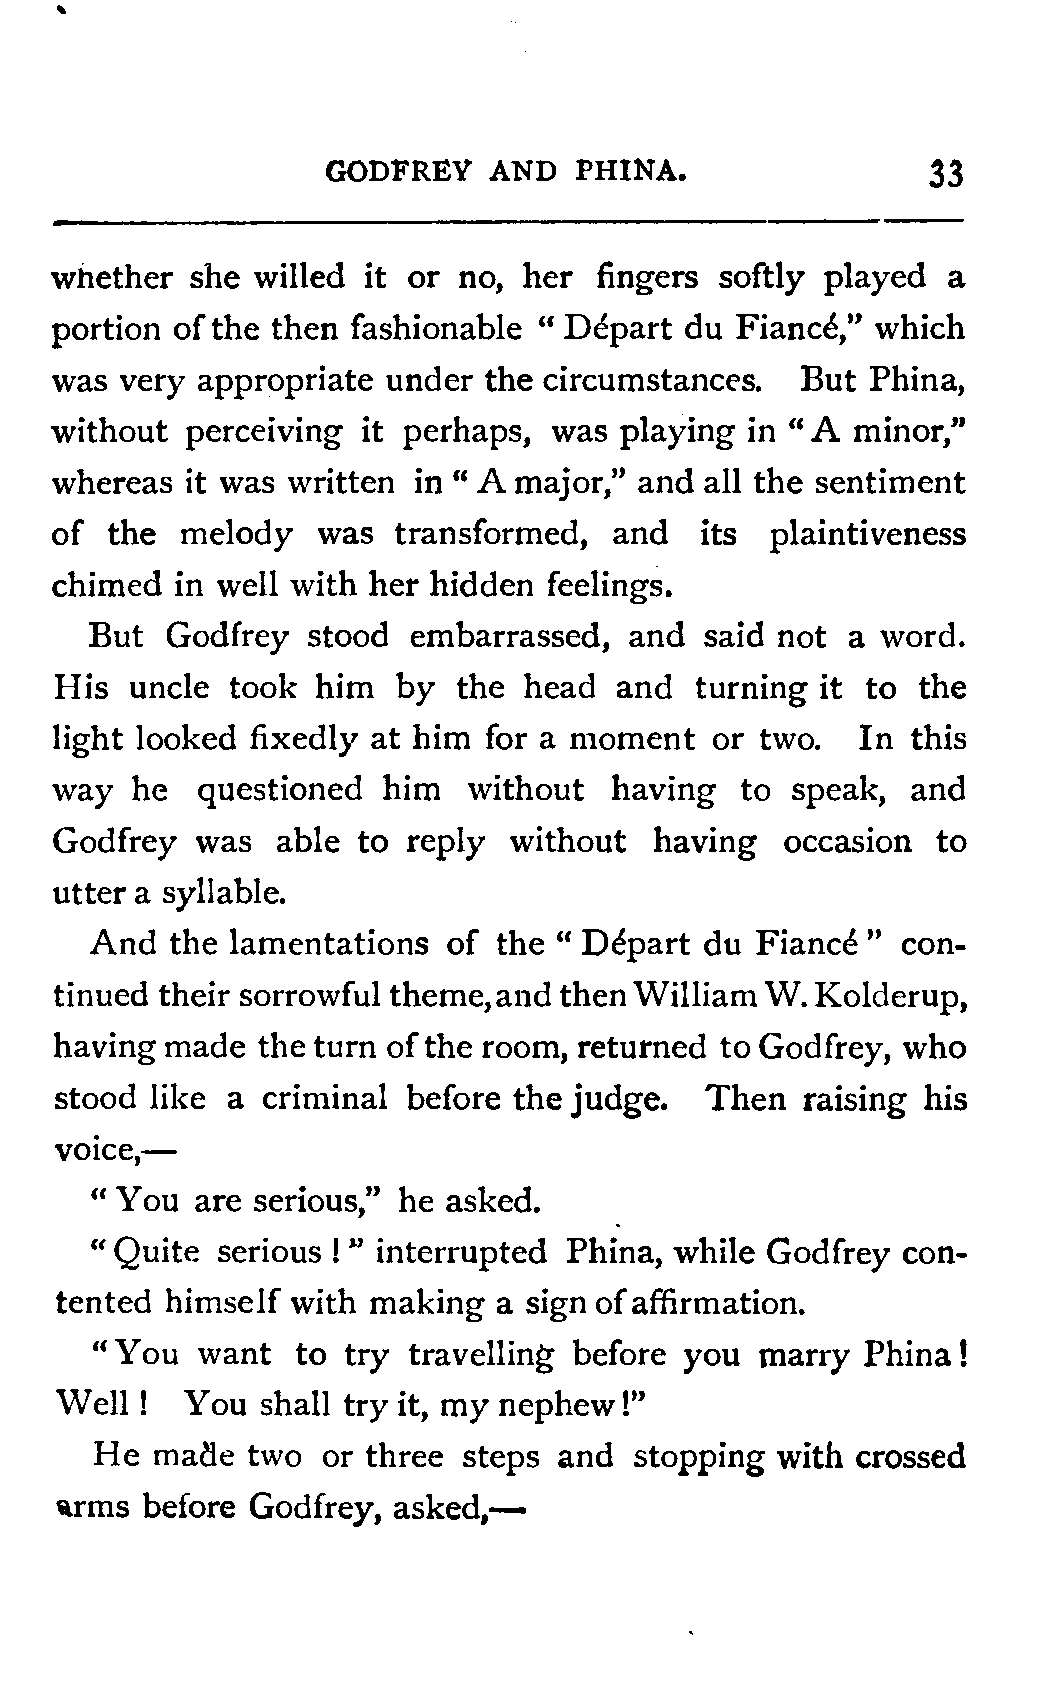 GODFREY AND PHINA. 33
whether she willed it or no, her fingers softly played a
portion of the then fashionable “ Départ du Fiancé,” which
was very appropriate under the circumstances. But Phina,
without perceiving it perhaps, was playing in “ A minor,”
whereas it was written in “ A major,” and all the sentiment
of the melody was transformed, and its plaintiveness
chimed in well with her hidden feelings.
But Godfrey stood embarrassed, and said not a word.
His uncle took him by the head and turning it to the
light looked fixedly at him for a moment or two. In this
way he questioned him without having to speak, and
Godfrey was able to reply without having occasion to
utter a syllable.
And the lamentations of the “ Départ du Fiancé ” con-
tinued their sorrowful theme, and then William W. Kolderup,
having made the turn of the room, returned to Godfrey, who
stood like a criminal before the judge. Then raising his
voice,—
“ You are serious,” he asked.
“ Quite serious ! ” interrupted Phina, while Godfrey con-
tented himself with making a sign of affirmation.
“ You want to try travelling before you marry Phina !
Well ! You shall try it, my nephew !”
He made two or three steps and stopping with crossed
arms before Godfrey, asked,—